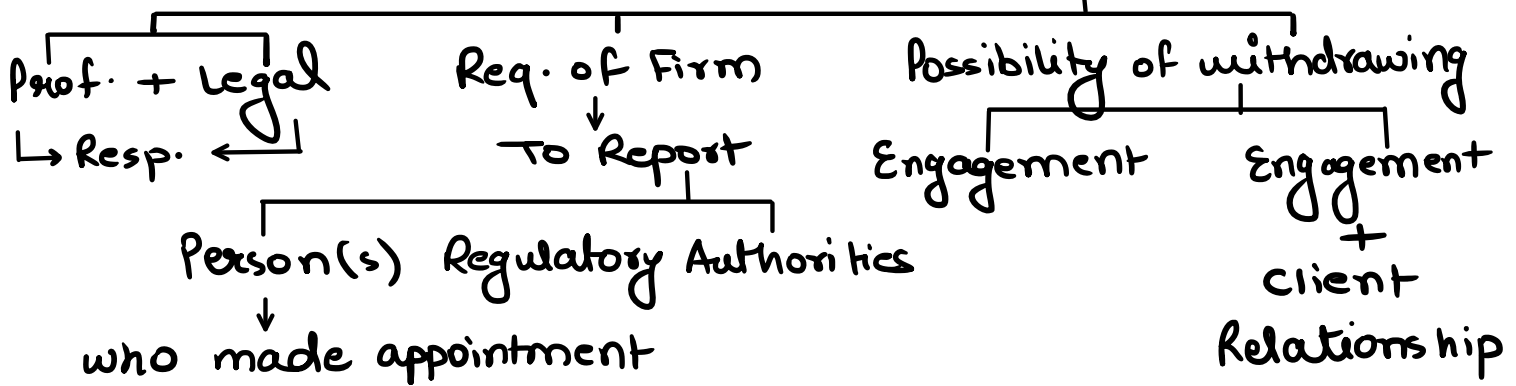 Prof. + Legal
Req. of Firm
Possibility of withdrawing
Resp.
To Report
Engagement
Engagement
+
Client
Relationship
Person(s)
Regulatory Authorities
who made appointment